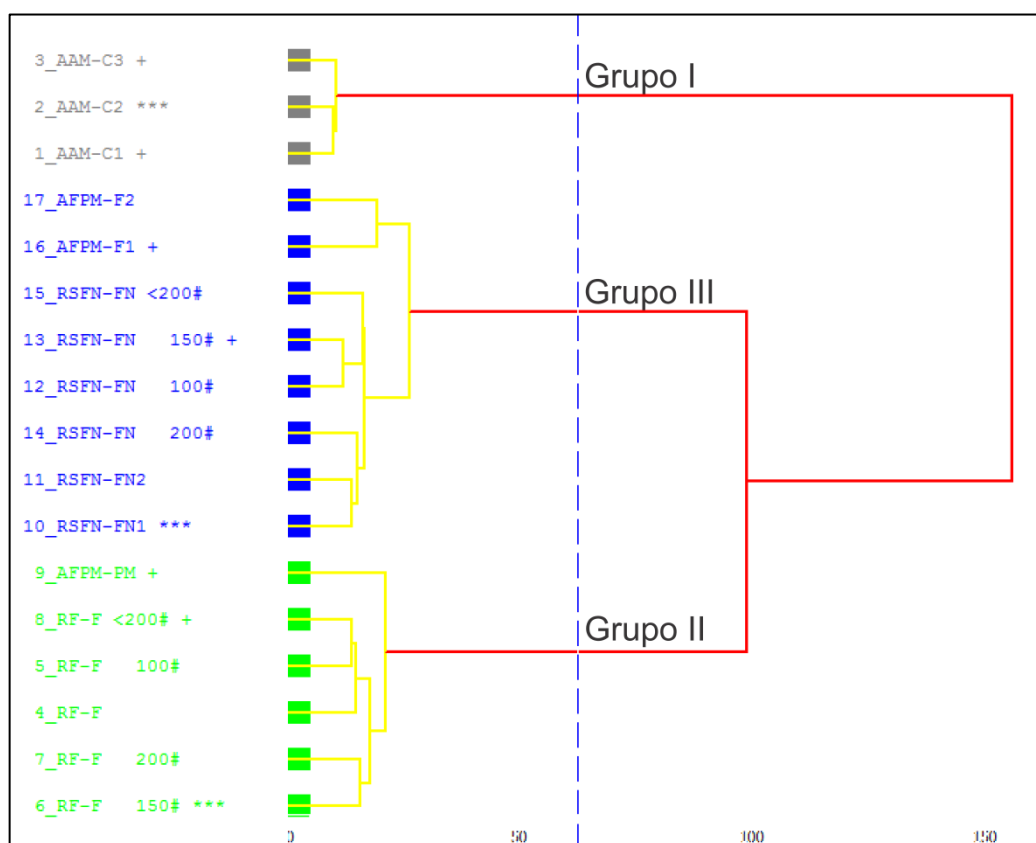 3_AAM-C3 +
Grupo I
2_AAM-C2 ***
1_AAM-C1 +
17_AFPM-F2
16_AFPM-F1 +
15_RSFN-FN <200#
Grupo III
13_RSFN-FN 150# +
12_RSFN-FN 100#
14_RSFN-FN 200#
11_RSFN-FN2
10_RSFN-FN1 ***
9_AFPM-PM +
8_RF-F <200# +
Grupo II
5_RF-F 100#
4_RF-F
7_RF-F 200#
6_RF-F 150# ***
0 50 100 150